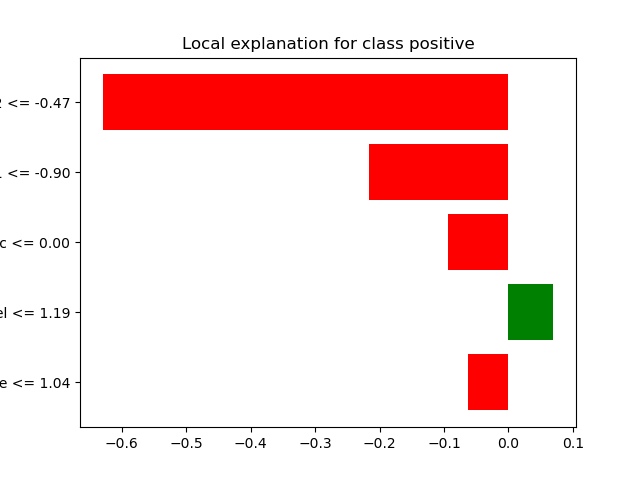 Local explanation for class positive
2 <= -0.47
<= -0.90
c <= 0.00
el <= 1.19
e <= 1.04
−0.6 −0.5 −0.4 −0.3 −0.2 −0.1 0.0 0.1